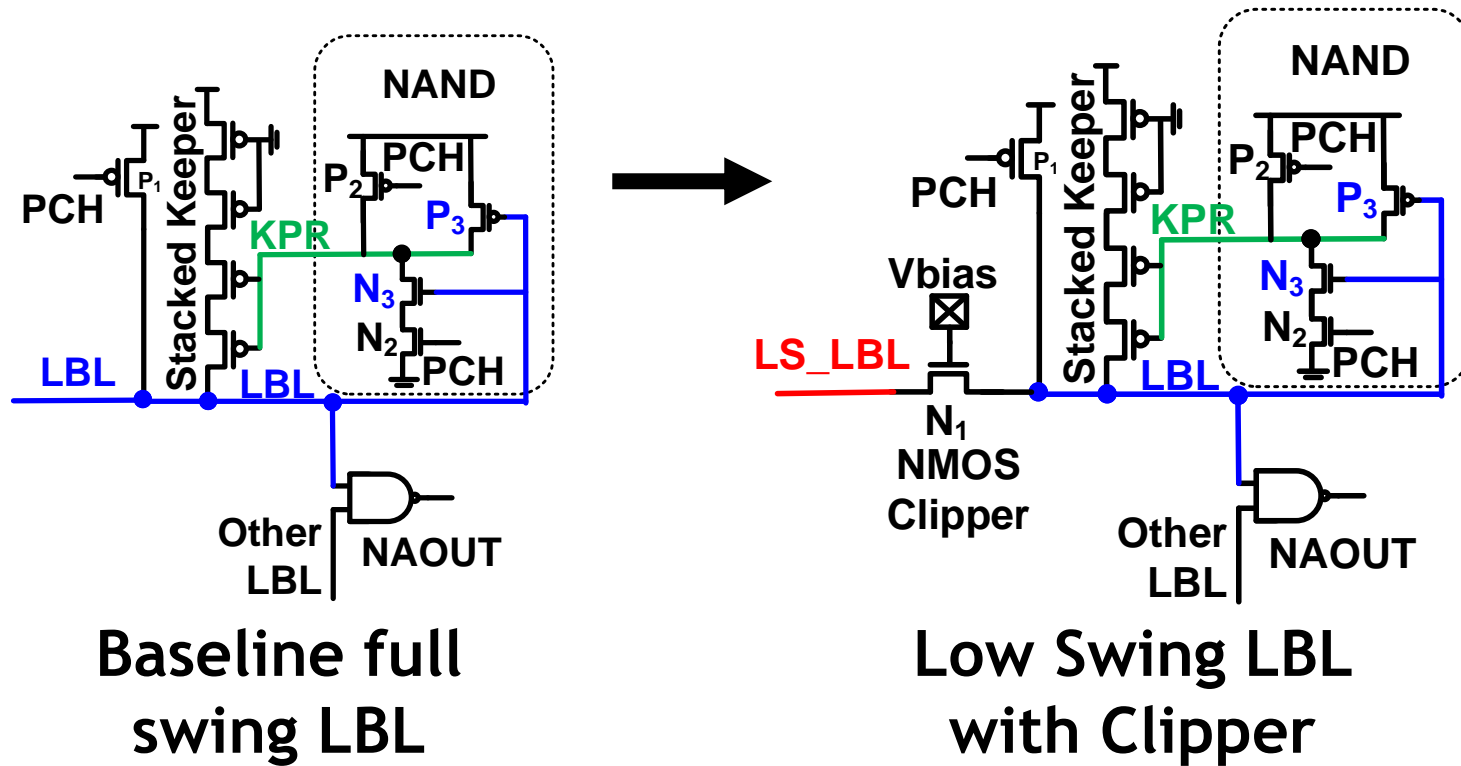 NAND
Stacked Keeper
PCH
P2
P1
PCH
P3
KPR
N3
N2
PCH
LBL
LBL
Other
LBL
NAOUT
Baseline full
swing LBL
NAND
Stacked Keeper
PCH
P2
P1
PCH
P3
KPR
N3
Vbias
N2
PCH
LS_LBL
LBL
N1
NMOS
Clipper
Other
LBL
NAOUT
Low Swing LBL
with Clipper